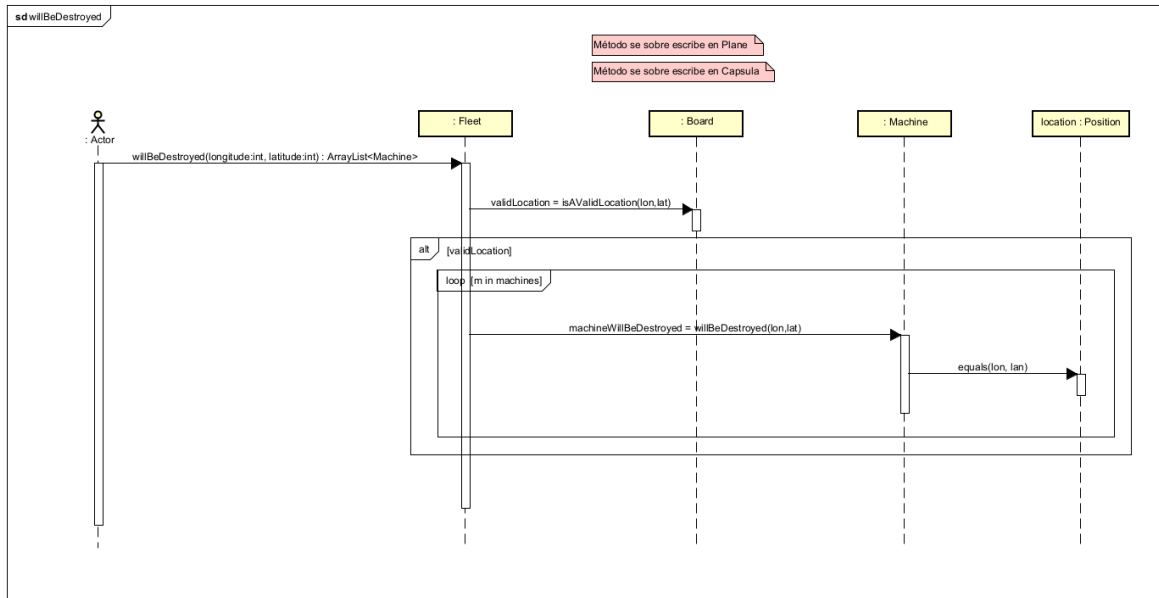 sd willBeDestroyed
Método se sobre escribe en Plane
Método se sobre escribe en Capsula
: Actor
: Fleet
: Board
: Machine
location : Position
willBeDestroyed(longitude:int, latitude:int) : ArrayList<Machine>
validLocation = isAValidLocation(lon,lat)
alt [validLocation]
loop [m in machines]
machineWillBeDestroyed = willBeDestroyed(lon,lat)
equals(lon, lan)